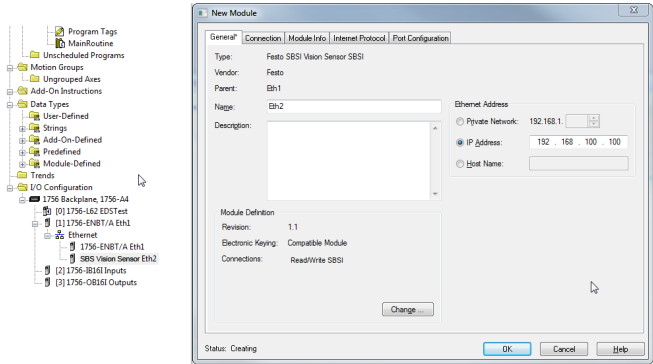 Program Tags
MainRoutine
Unscheduled Programs
Motion Groups
Ungrouped Axes
Add-On Instructions
Data Types
User-Defined
Strings
Add-On-Defined
Predefined
Module-Defined
Trends
I/O Configuration
1756 Backplane, 1756-A4
[0] 1756-L62 EDSTest
[1] 1756-ENBT/A Eth1
Ethernet
1756-ENBT/A Eth1
SBS Vision Sensor Eth2
[2] 1756-IB16I Inputs
[3] 1756-OB16I Outputs
New Module
General* Connection Module Info Internet Protocol Port Configuration
Type: Festo SBSI Vision Sensor SBSI
Vendor: Festo
Parent: Eth1
Name: Eth2
Description:
Ethernet Address
Private Network: 192.168.1.
IP Address: 192 . 168 . 100 . 100
Host Name:
Module Definition
Revision: 1.1
Electronic Keying: Compatible Module
Connections: Read/Write SBSI
Change ...
Status: Creating
OK Cancel Help